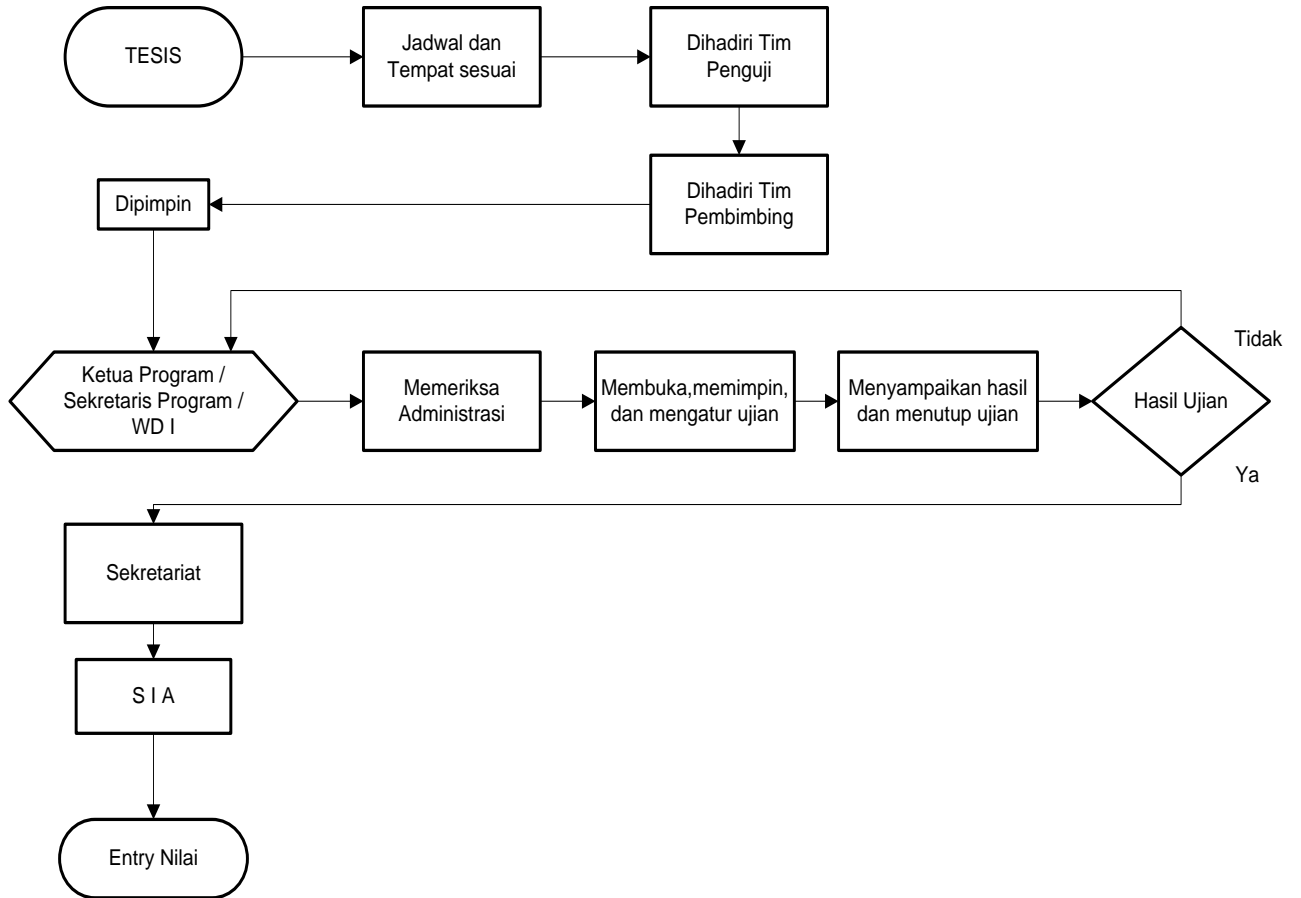 TESIS
Jadwal dan
Tempat sesuai
Dihadiri Tim
Penguji
Dihadiri Tim
Pembimbing
Dipimpin
Ketua Program /
Sekretaris Program /
WD I
Memeriksa
Administrasi
Membuka,memimpin,
dan mengatur ujian
Menyampaikan hasil
dan menutup ujian
Hasil Ujian
Tidak
Ya
Sekretariat
S I A
Entry Nilai